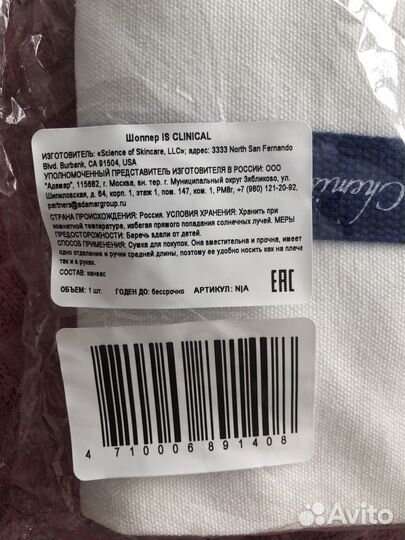 Шоппер IS CLINICAL
ИЗГОТОВИТЕЛЬ: «Science of Skincare, LLC»; адрес: 3333 North San Fernando
Blvd. Burbank, CA 91504, USA
УПОЛНОМОЧЕННЫЙ ПРЕДСТАВИТЕЛЬ ИЗГОТОВИТЕЛЯ В РОССИИ: ООО
"Адамар", 115682, г. Москва, вн. тер. г. Муниципальный округ Зябликово, ул.
Шипиловская, д. 64, корп. 1, этаж 1, пом. 147, ком. 1, РМ8г, +7 (980) 121-20-92,
partners@adamargroup.ru
СТРАНА ПРОИСХОЖДЕНИЯ: Россия. УСЛОВИЯ ХРАНЕНИЯ: Хранить при
комнатной температуре, избегая прямого попадания солнечных лучей. МЕРЫ
ПРЕДОСТОРОЖНОСТИ: Беречь вдали от детей.
СПОСОБ ПРИМЕНЕНИЯ: Сумка для покупок. Она вместительна и прочна, имеет
одно отделение и ручки средней длины, поэтому ее удобно носить как на плече
так и в руках.
СОСТАВ: канвас
ОБЪЕМ: 1 шт. ГОДЕН ДО: бессрочно АРТИКУЛ: N|A
EAC
4 710006 891408
Chemi
Avito